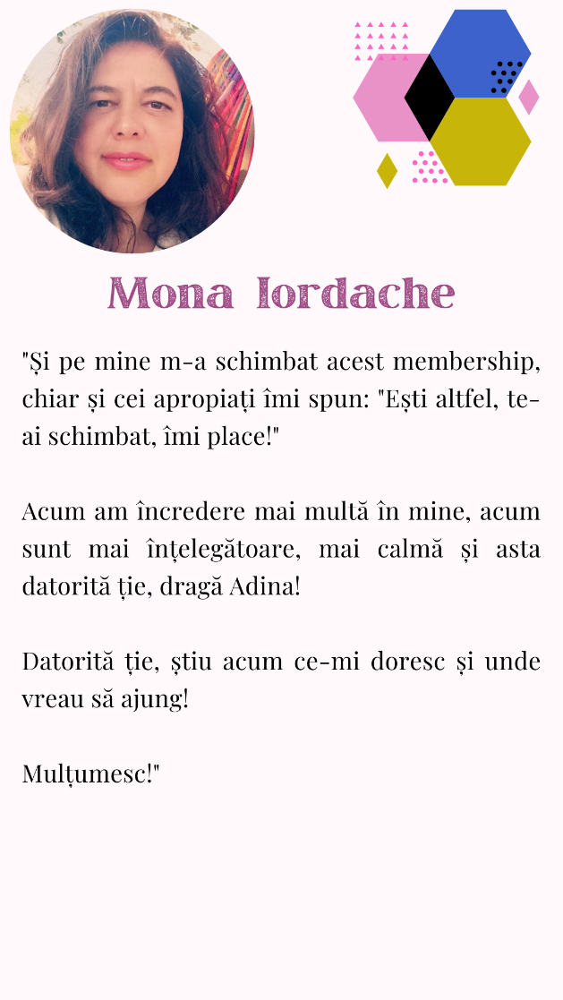 Mona Iordache
"Și pe mine m-a schimbat acest membership,
chiar și cei apropiați îmi spun: "Ești altfel, te-
ai schimbat, îmi place!"
Acum am încredere mai multă în mine, acum
sunt mai înțelegătoare, mai calmă și asta
datorită ție, dragă Adina!
Datorită ție, știu acum ce-mi doresc și unde
vreau să ajung!
Mulțumesc!"